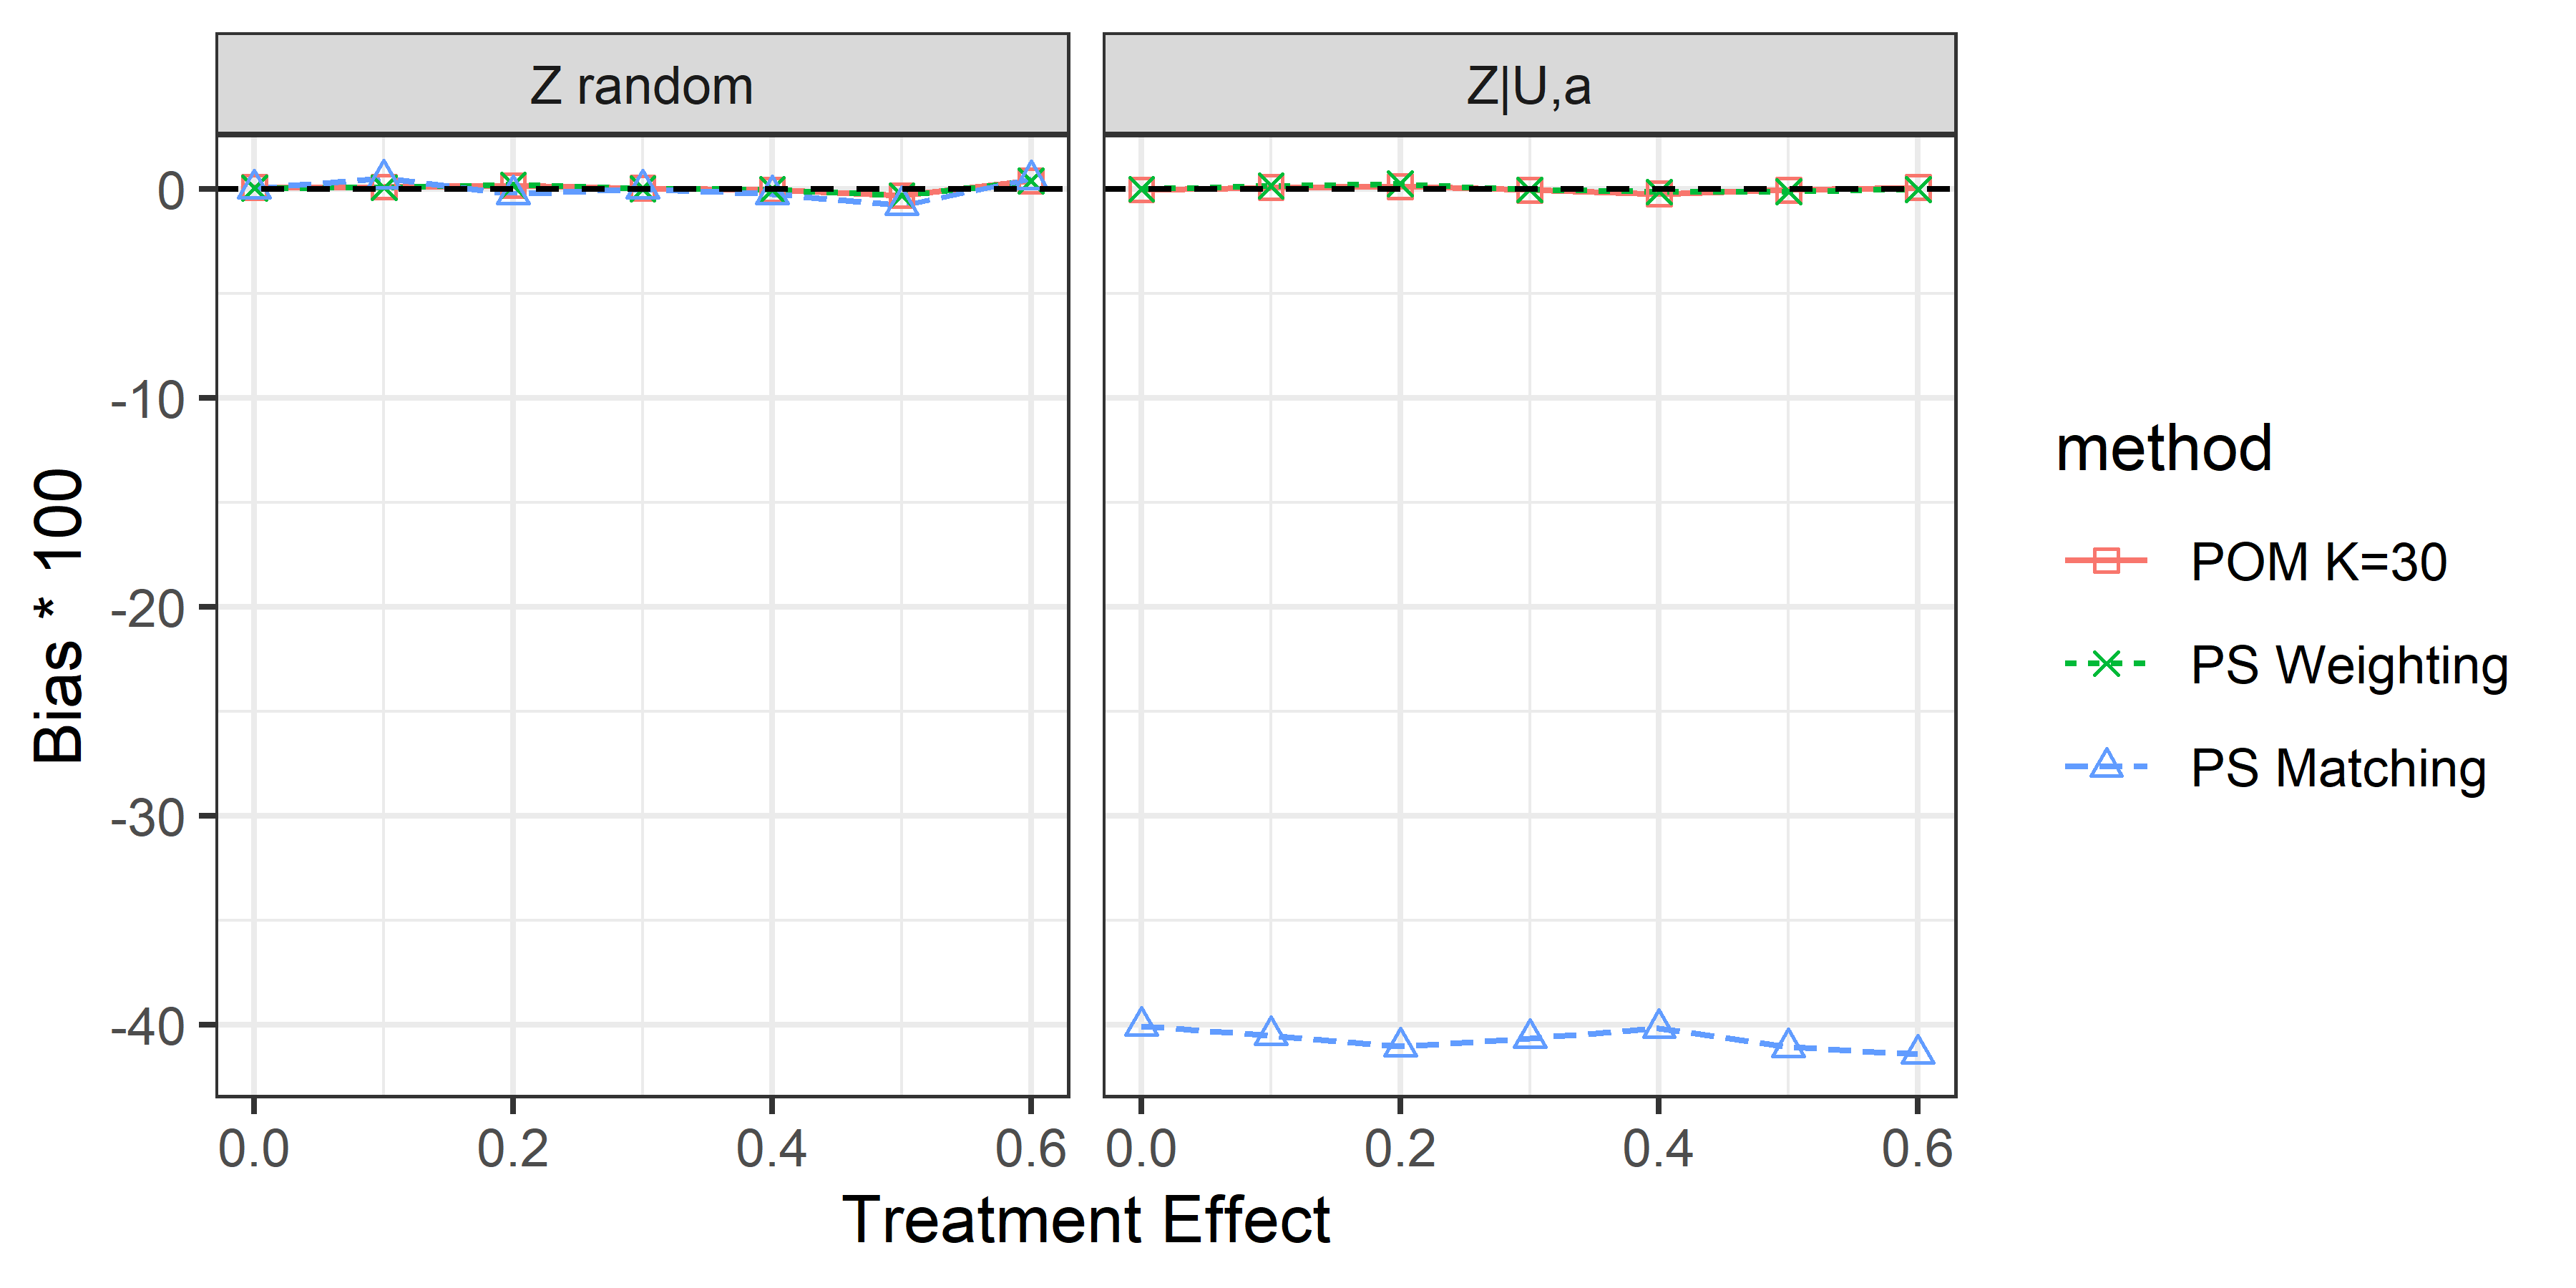 Z random
Z|U,a
0
-10
-20
-30
-40
Bias * 100
0.0 0.2 0.4 0.6
0.0 0.2 0.4 0.6
Treatment Effect
method
POM K=30
PS Weighting
PS Matching